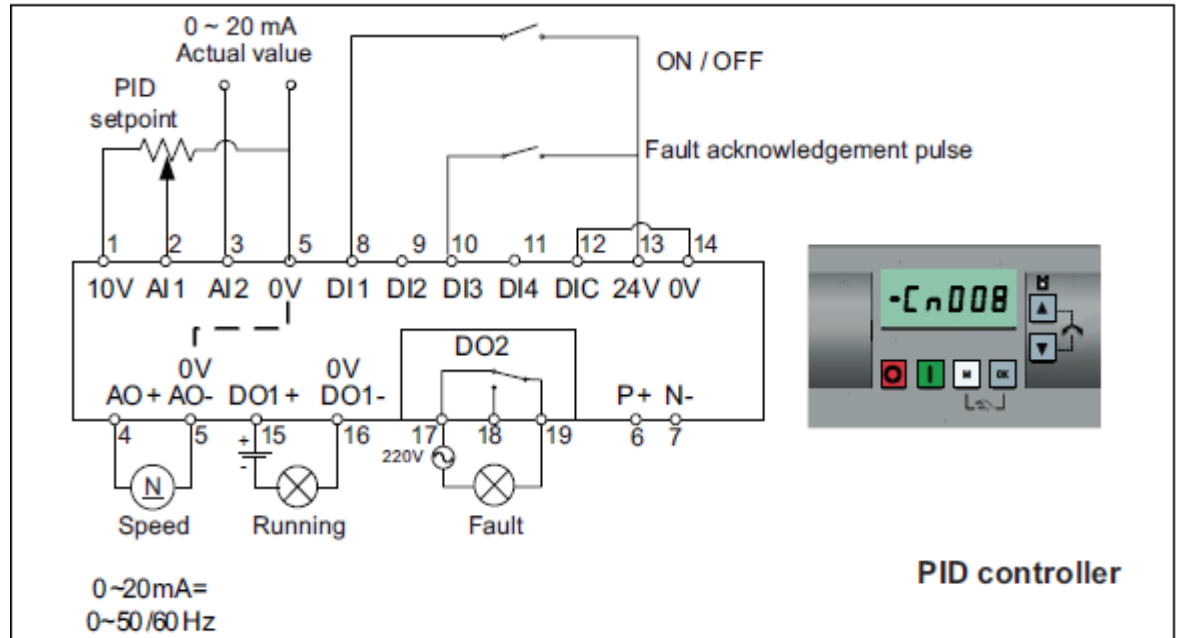 0 ~ 20 mA
Actual value
PID
setpoint
ON / OFF
Fault acknowledgement pulse
1 2 3 5 8 9 10 11 12 13 14
10V AI1 AI2 0V DI1 DI2 DI3 DI4 DIC 24V 0V
-Cn008
M OK
DO2
0V 0V
AO+ AO- DO1+ DO1- P+ N-
4 5 15 16 17 18 19 6 7
+
-
220V
N
Speed Running Fault
PID controller
0~20mA=
0~50/60 Hz